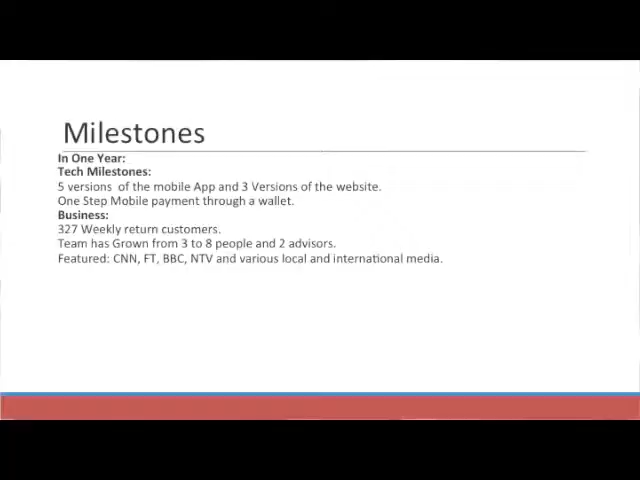 Milestones
In One Year:
Tech Milestones:
5 versions  of the mobile App and 3 Versions of the website.
One Step Mobile payment through a wallet.
Business:
327 Weekly return customers.
Team has Grown from 3 to 8 people and 2 advisors.
Featured: CNN, FT, BBC, NTV and various local and international media.